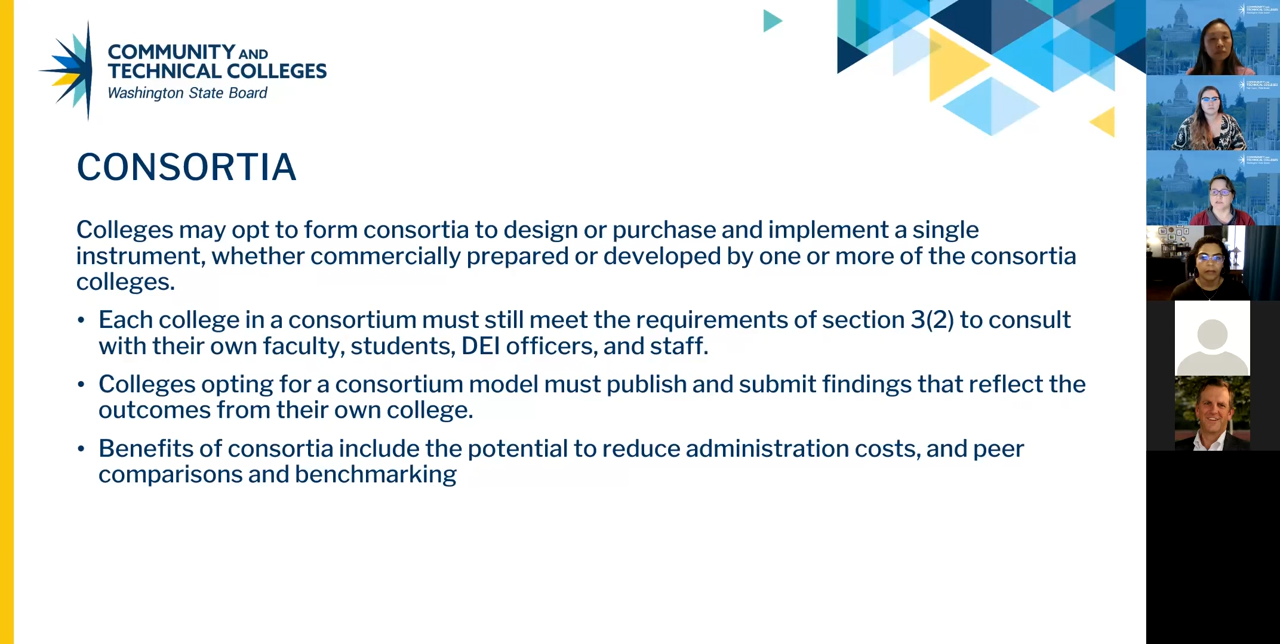 COMMUNITY AND
TECHNICAL COLLEGES
Washington State Board
CONSORTIA
Colleges may opt to form consortia to design or purchase and implement a single
instrument, whether commercially prepared or developed by one or more of the consortia
colleges.
• Each college in a consortium must still meet the requirements of section 3(2) to consult
with their own faculty, students, DEI officers, and staff.
• Colleges opting for a consortium model must publish and submit findings that reflect the
outcomes from their own college.
• Benefits of consortia include the potential to reduce administration costs, and peer
comparisons and benchmarking